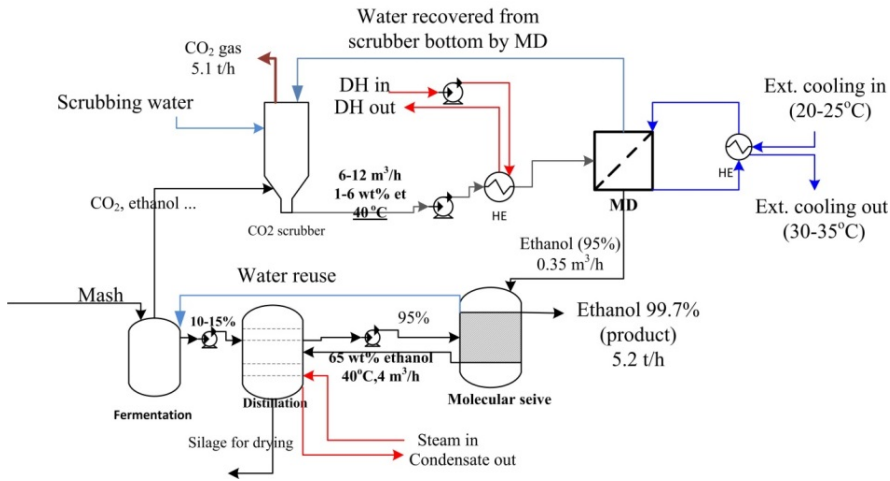 Water recovered from
scrubber bottom by MD
CO₂ gas
5.1 t/h
DH in
DH out
Ext. cooling in
(20-25°C)
Scrubbing water
6-12 m³/h
1-6 wt% et
40 °C
HE
HE
MD
CO₂, ethanol ...
CO2 scrubber
Ext. cooling out
(30-35°C)
Ethanol (95%)
0.35 m³/h
Water reuse
Mash
10-15%
95%
Ethanol 99.7%
(product)
5.2 t/h
65 wt% ethanol
40°C,4 m³/h
Fermentation
Distillation
Molecular seive
Silage for drying
Steam in
Condensate out